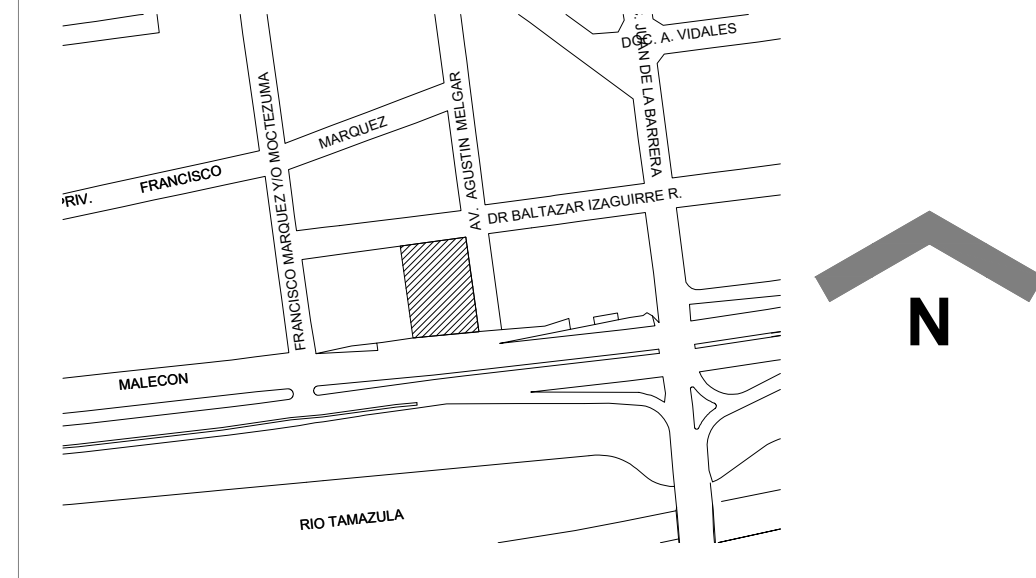 DOC. A. VIDALES
JUAN DE LA BARRERA
FRANCISCO MARQUEZ Y/O MOCTEZUMA
MARQUEZ
AV. AGUSTIN MELGAR
PRIV. FRANCISCO
DR BALTAZAR IZAGUIRRE R.
N
MALECON
RIO TAMAZULA